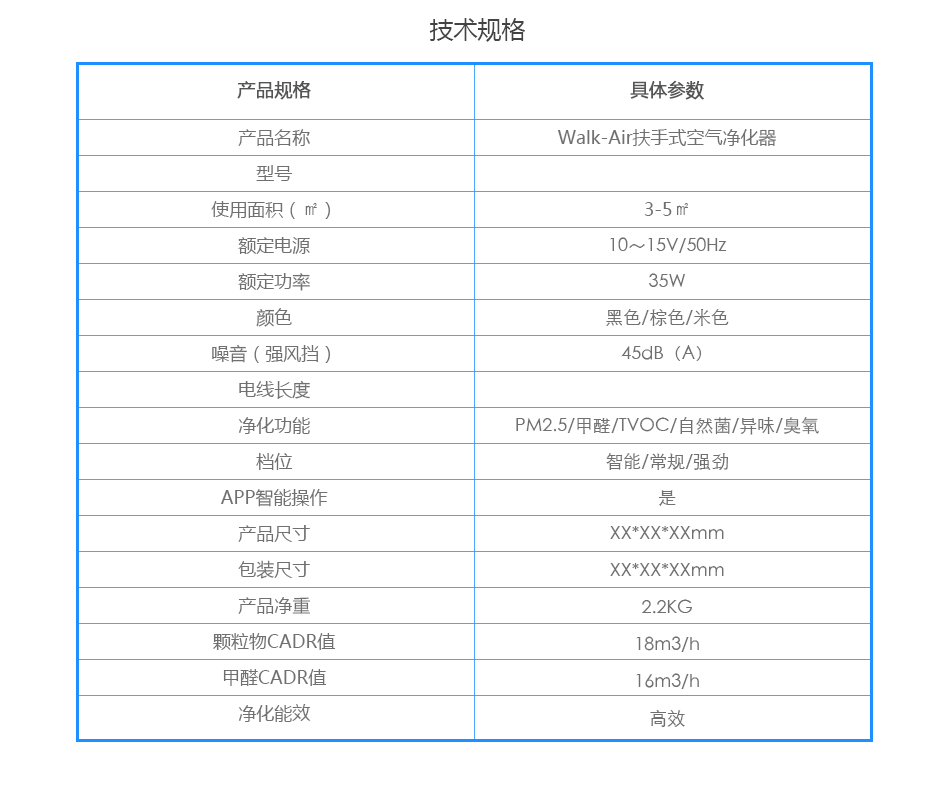 技术规格
产品规格 具体参数
产品名称 Walk-Air扶手式空气净化器
型号
使用面积（㎡） 3-5㎡
额定电源 10～15V/50Hz
额定功率 35W
颜色 黑色/棕色/米色
噪音（强风挡） 45dB（A）
电线长度
净化功能 PM2.5/甲醛/TVOC/自然菌/异味/臭氧
档位 智能/常规/强劲
APP智能操作 是
产品尺寸 XX*XX*XXmm
包装尺寸 XX*XX*XXmm
产品净重 2.2KG
颗粒物CADR值 18m3/h
甲醛CADR值 16m3/h
净化能效 高效